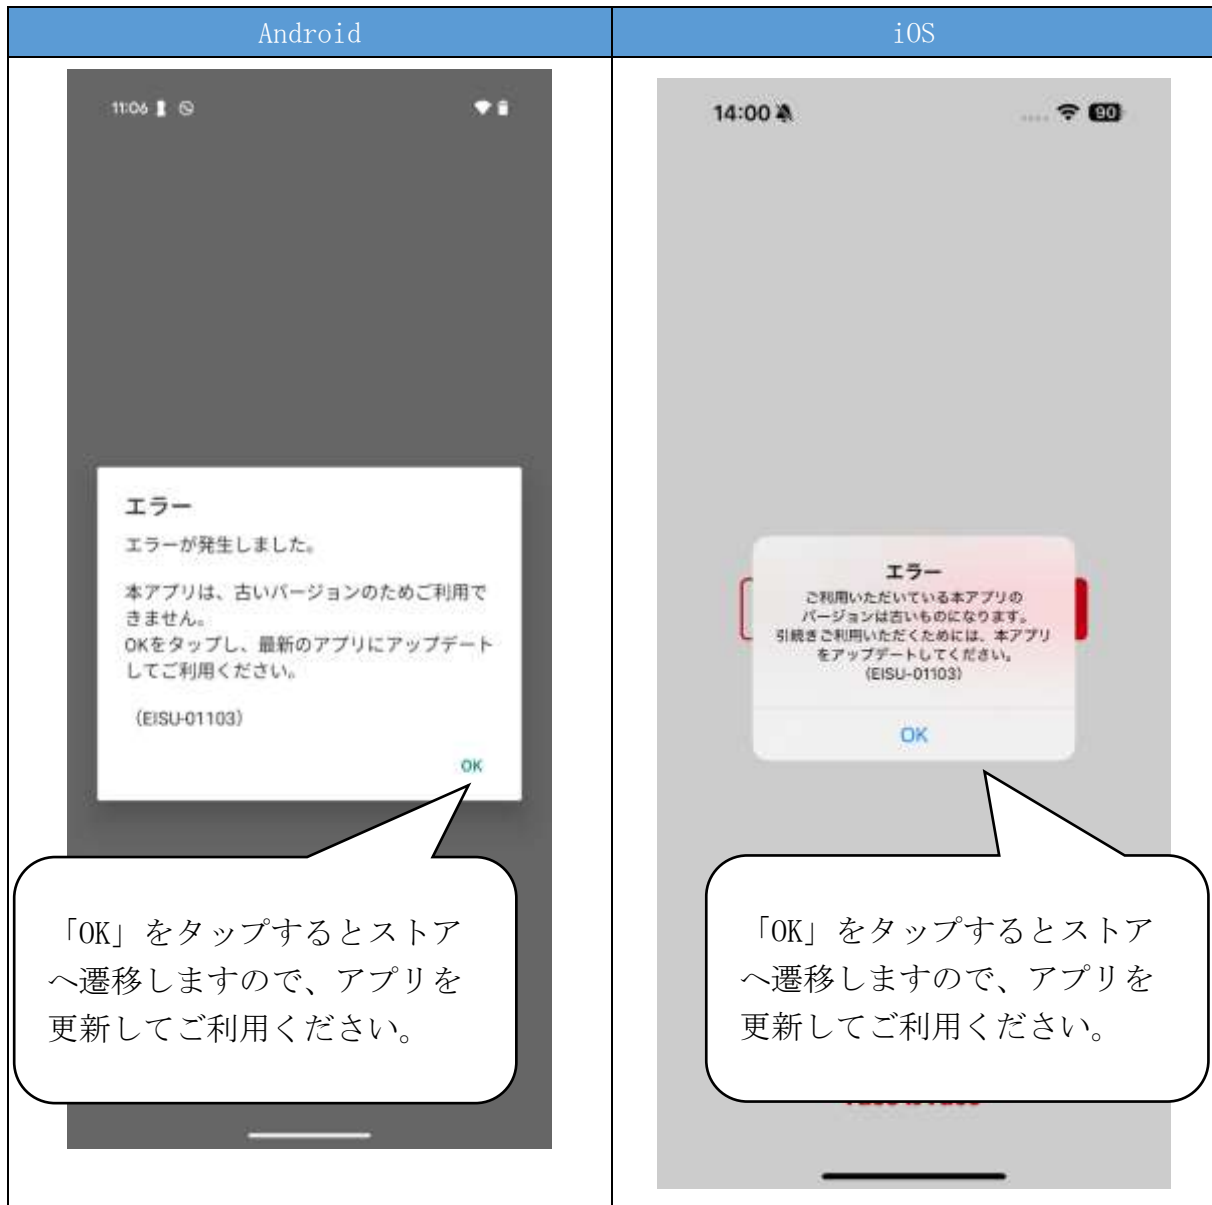 Android
iOS
11:06
14:00
90
エラー
エラーが発生しました。
本アプリは、古いバージョンのためご利用で
きません。
OKをタップし、最新のアプリにアップデート
してご利用ください。
（EISU-01103）
OK
エラー
ご利用いただいている本アプリの
バージョンは古いものになります。
引続きご利用いただくためには、本アプリ
をアップデートしてください。
（EISU-01103）
OK
「OK」をタップするとストア
へ遷移しますので、アプリを
更新してご利用ください。
「OK」をタップするとストア
へ遷移しますので、アプリを
更新してご利用ください。